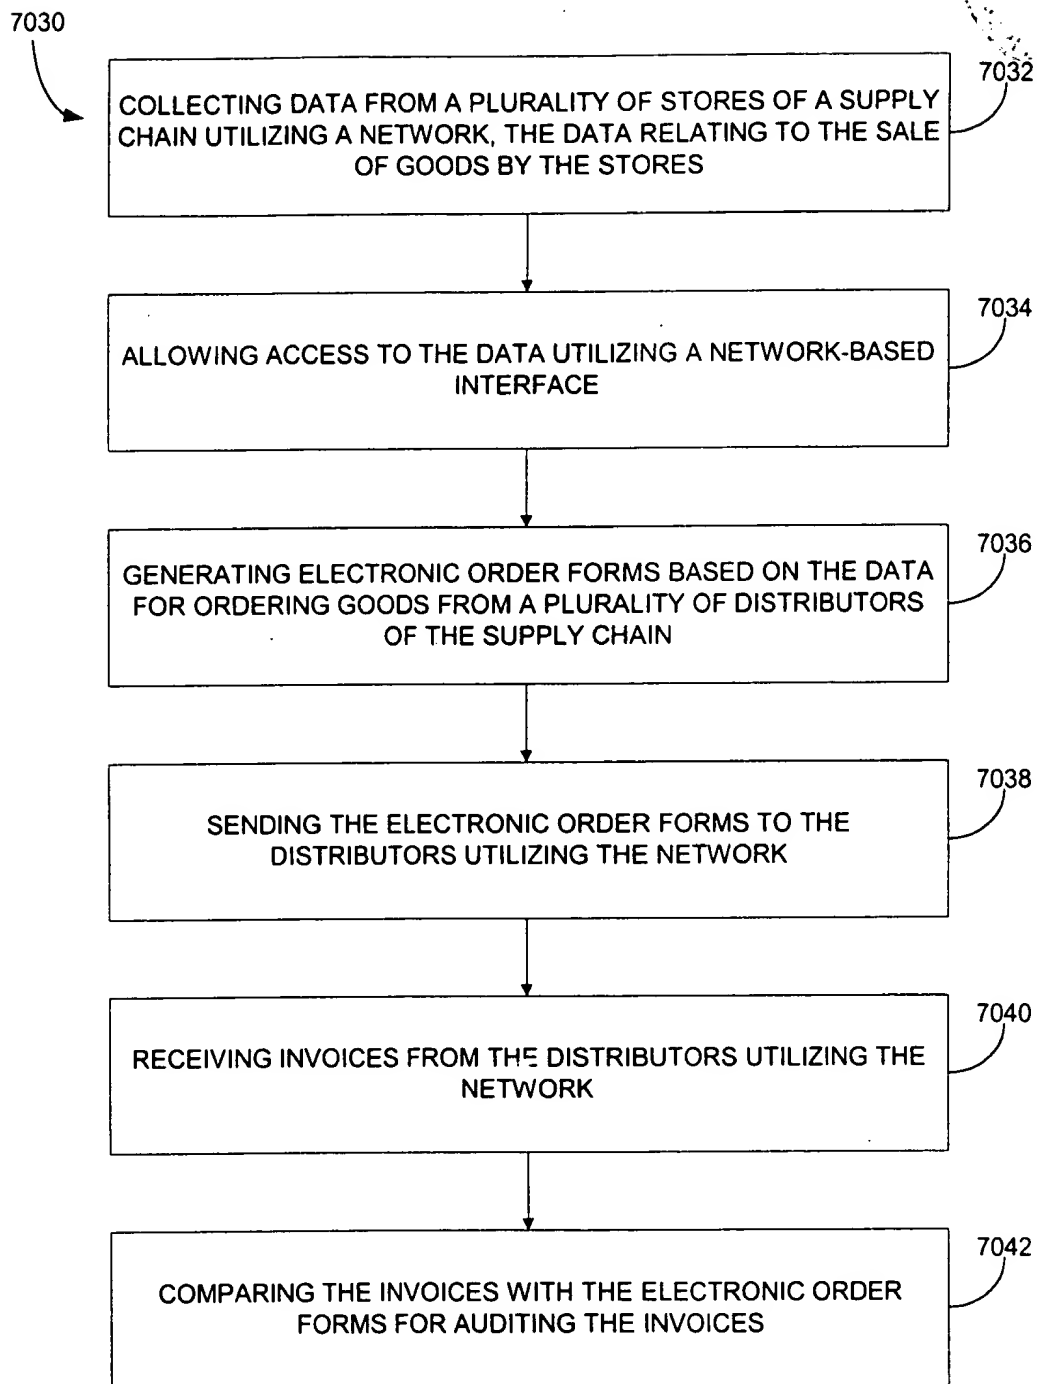 7030
7032
COLLECTING DATA FROM A PLURALITY OF STORES OF A SUPPLY
CHAIN UTILIZING A NETWORK, THE DATA RELATING TO THE SALE
OF GOODS BY THE STORES
7034
ALLOWING ACCESS TO THE DATA UTILIZING A NETWORK-BASED
INTERFACE
7036
GENERATING ELECTRONIC ORDER FORMS BASED ON THE DATA
FOR ORDERING GOODS FROM A PLURALITY OF DISTRIBUTORS
OF THE SUPPLY CHAIN
7038
SENDING THE ELECTRONIC ORDER FORMS TO THE
DISTRIBUTORS UTILIZING THE NETWORK
7040
RECEIVING INVOICES FROM THE DISTRIBUTORS UTILIZING THE
NETWORK
7042
COMPARING THE INVOICES WITH THE ELECTRONIC ORDER
FORMS FOR AUDITING THE INVOICES